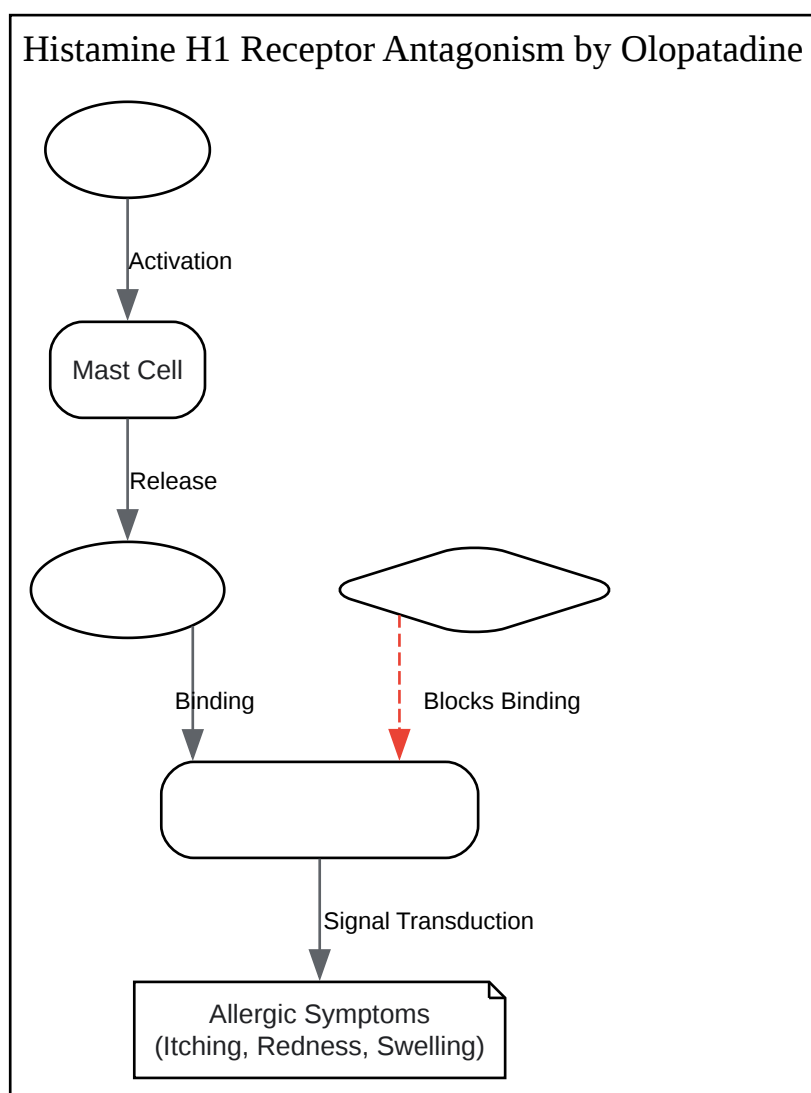 Histamine H1 Receptor Antagonism by Olopatadine
Activation
Mast Cell
Release
Binding
Blocks Binding
Signal Transduction
Allergic Symptoms
(Itching, Redness, Swelling)